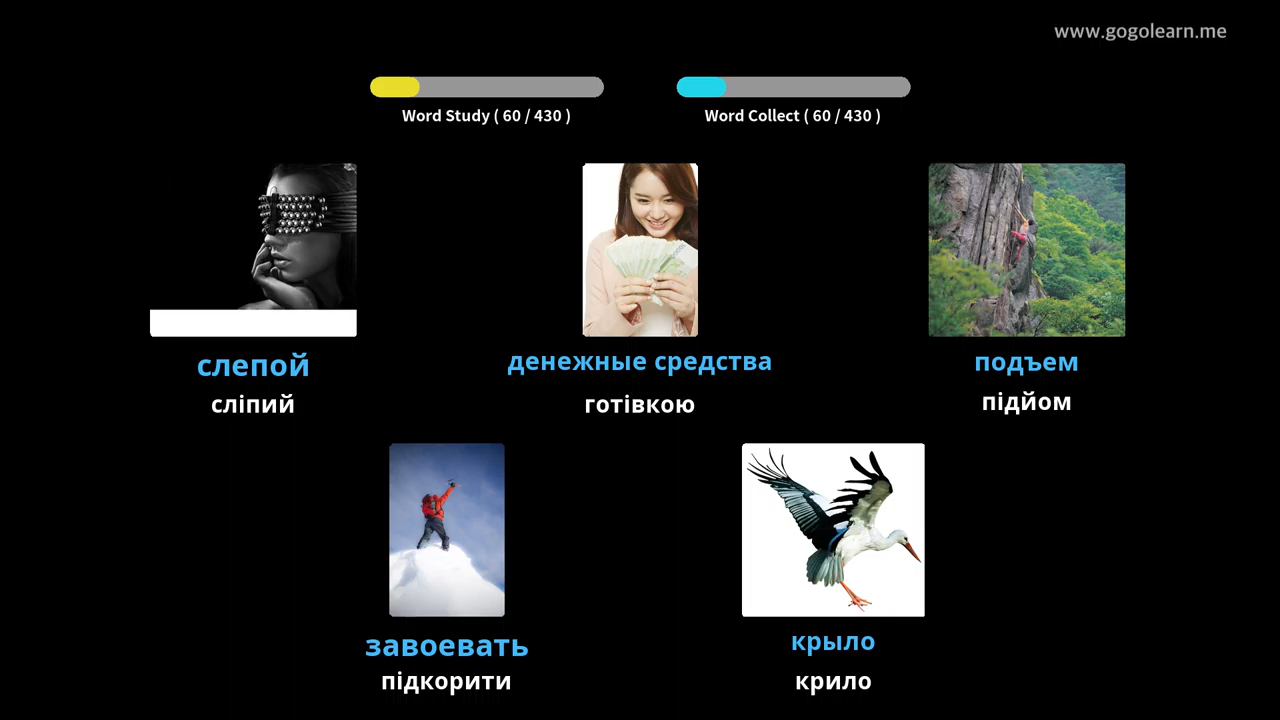 www.gogolearn.me
Word Study ( 60 / 430 )
Word Collect ( 60 / 430 )
слепой
денежные средства
подъем
сліпий
готівкою
підйом
завоевать
крыло
підкорити
крило